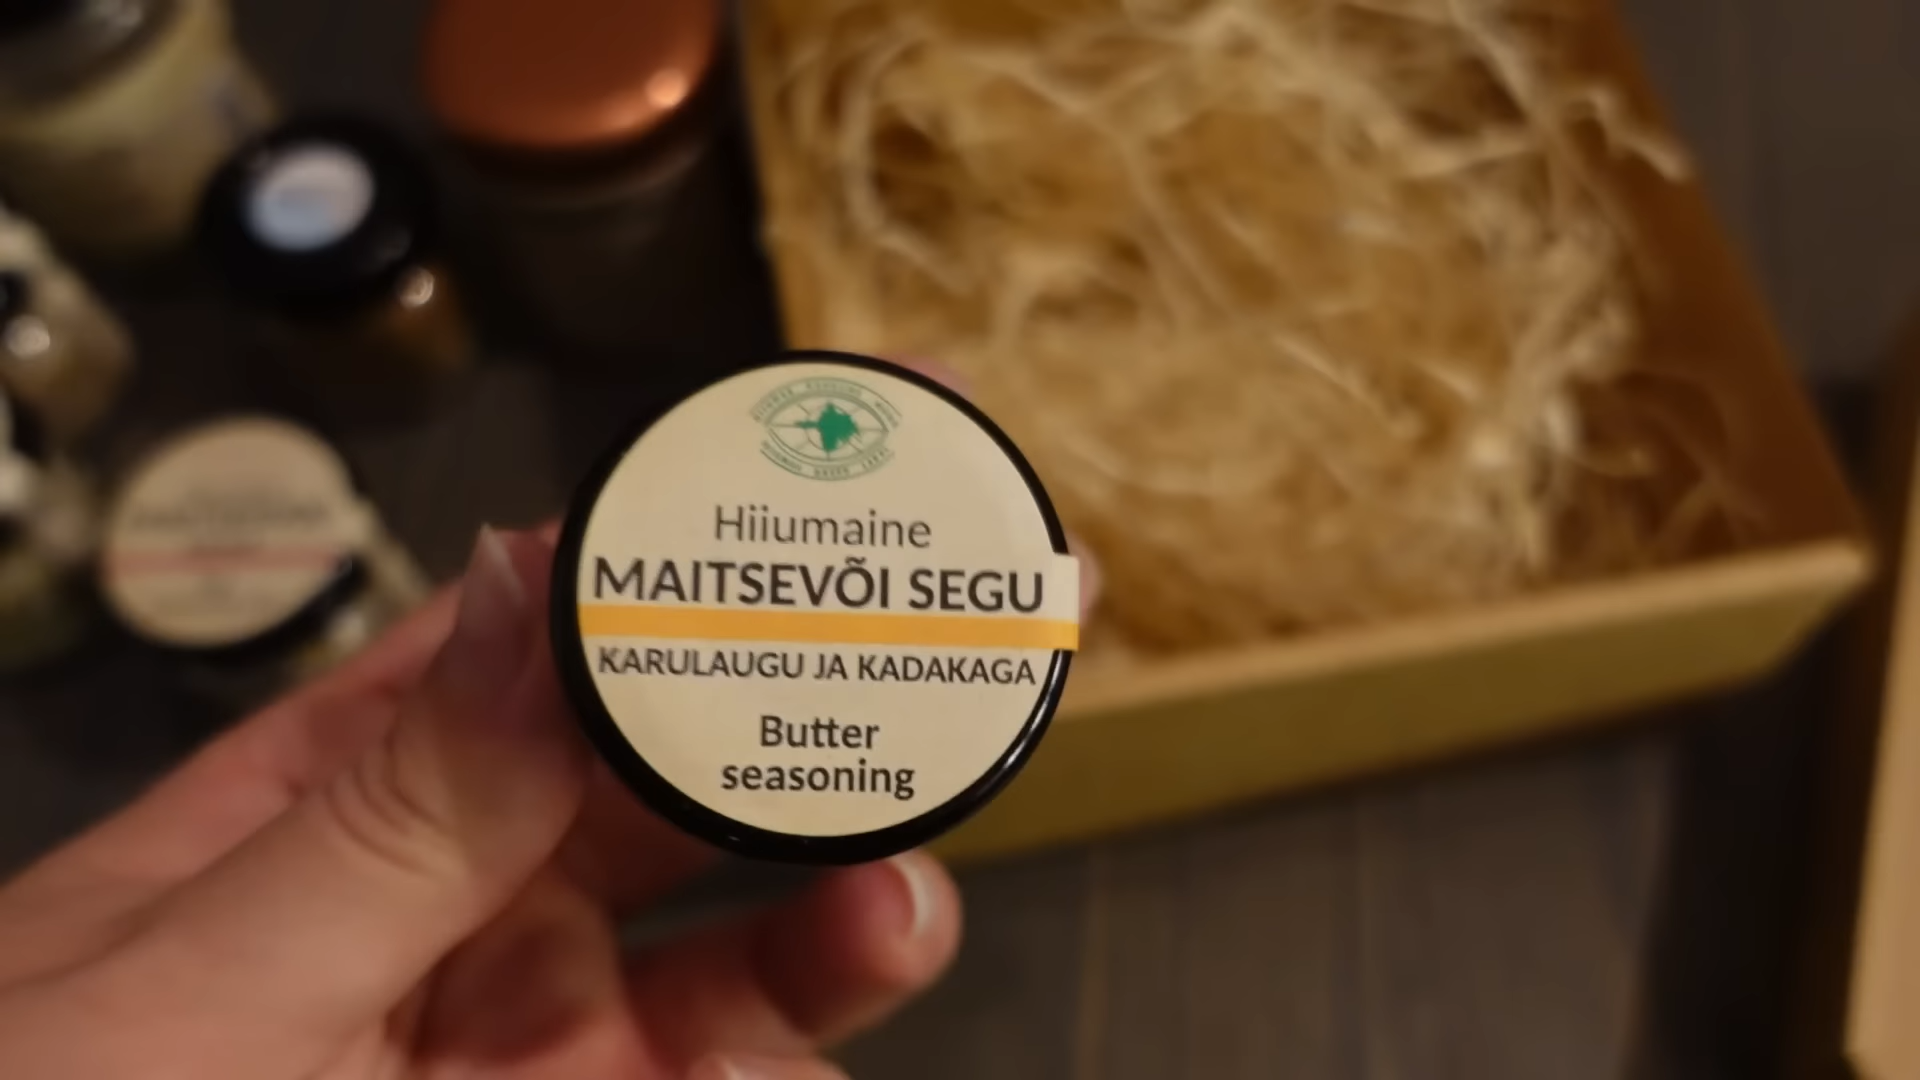 Hiiumaine
MAITSEVÕI SEGU
KARULAUGU JA KADAKAGA
Butter
seasoning